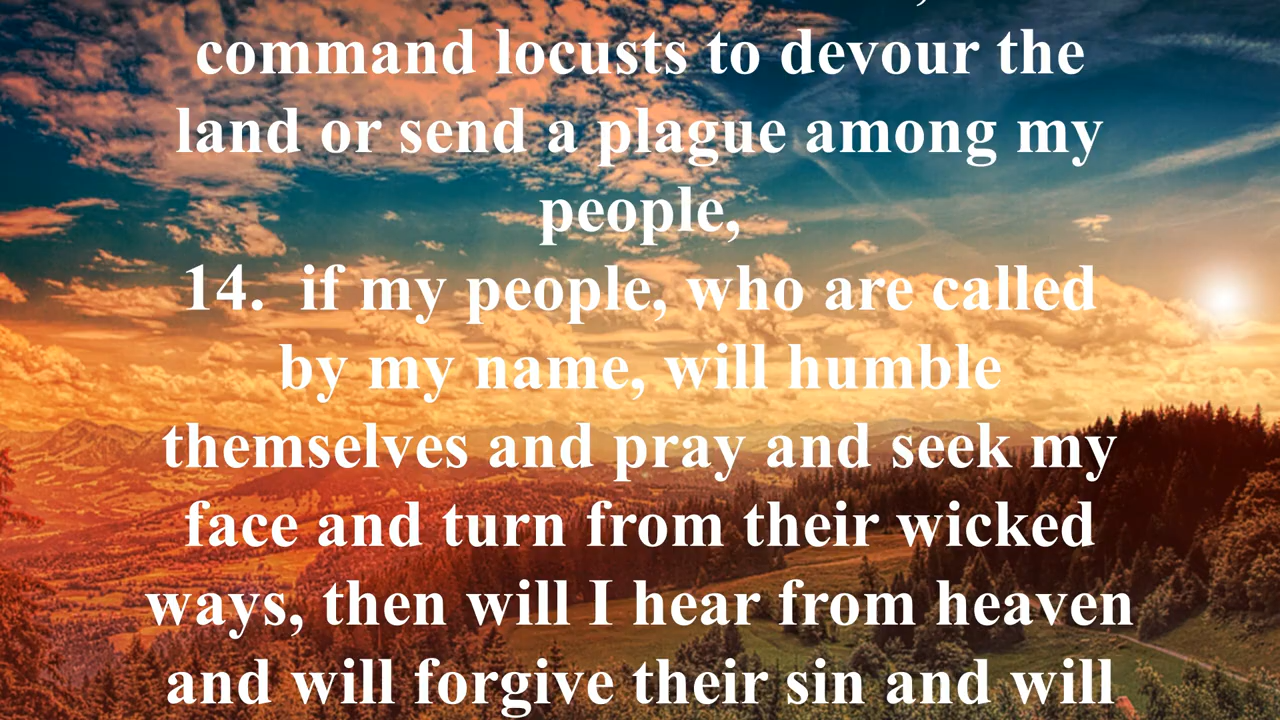 command locusts to devour the
land or send a plague among my
people,
14.  if my people, who are called
by my name, will humble
themselves and pray and seek my
face and turn from their wicked
ways, then will I hear from heaven
and will forgive their sin and will